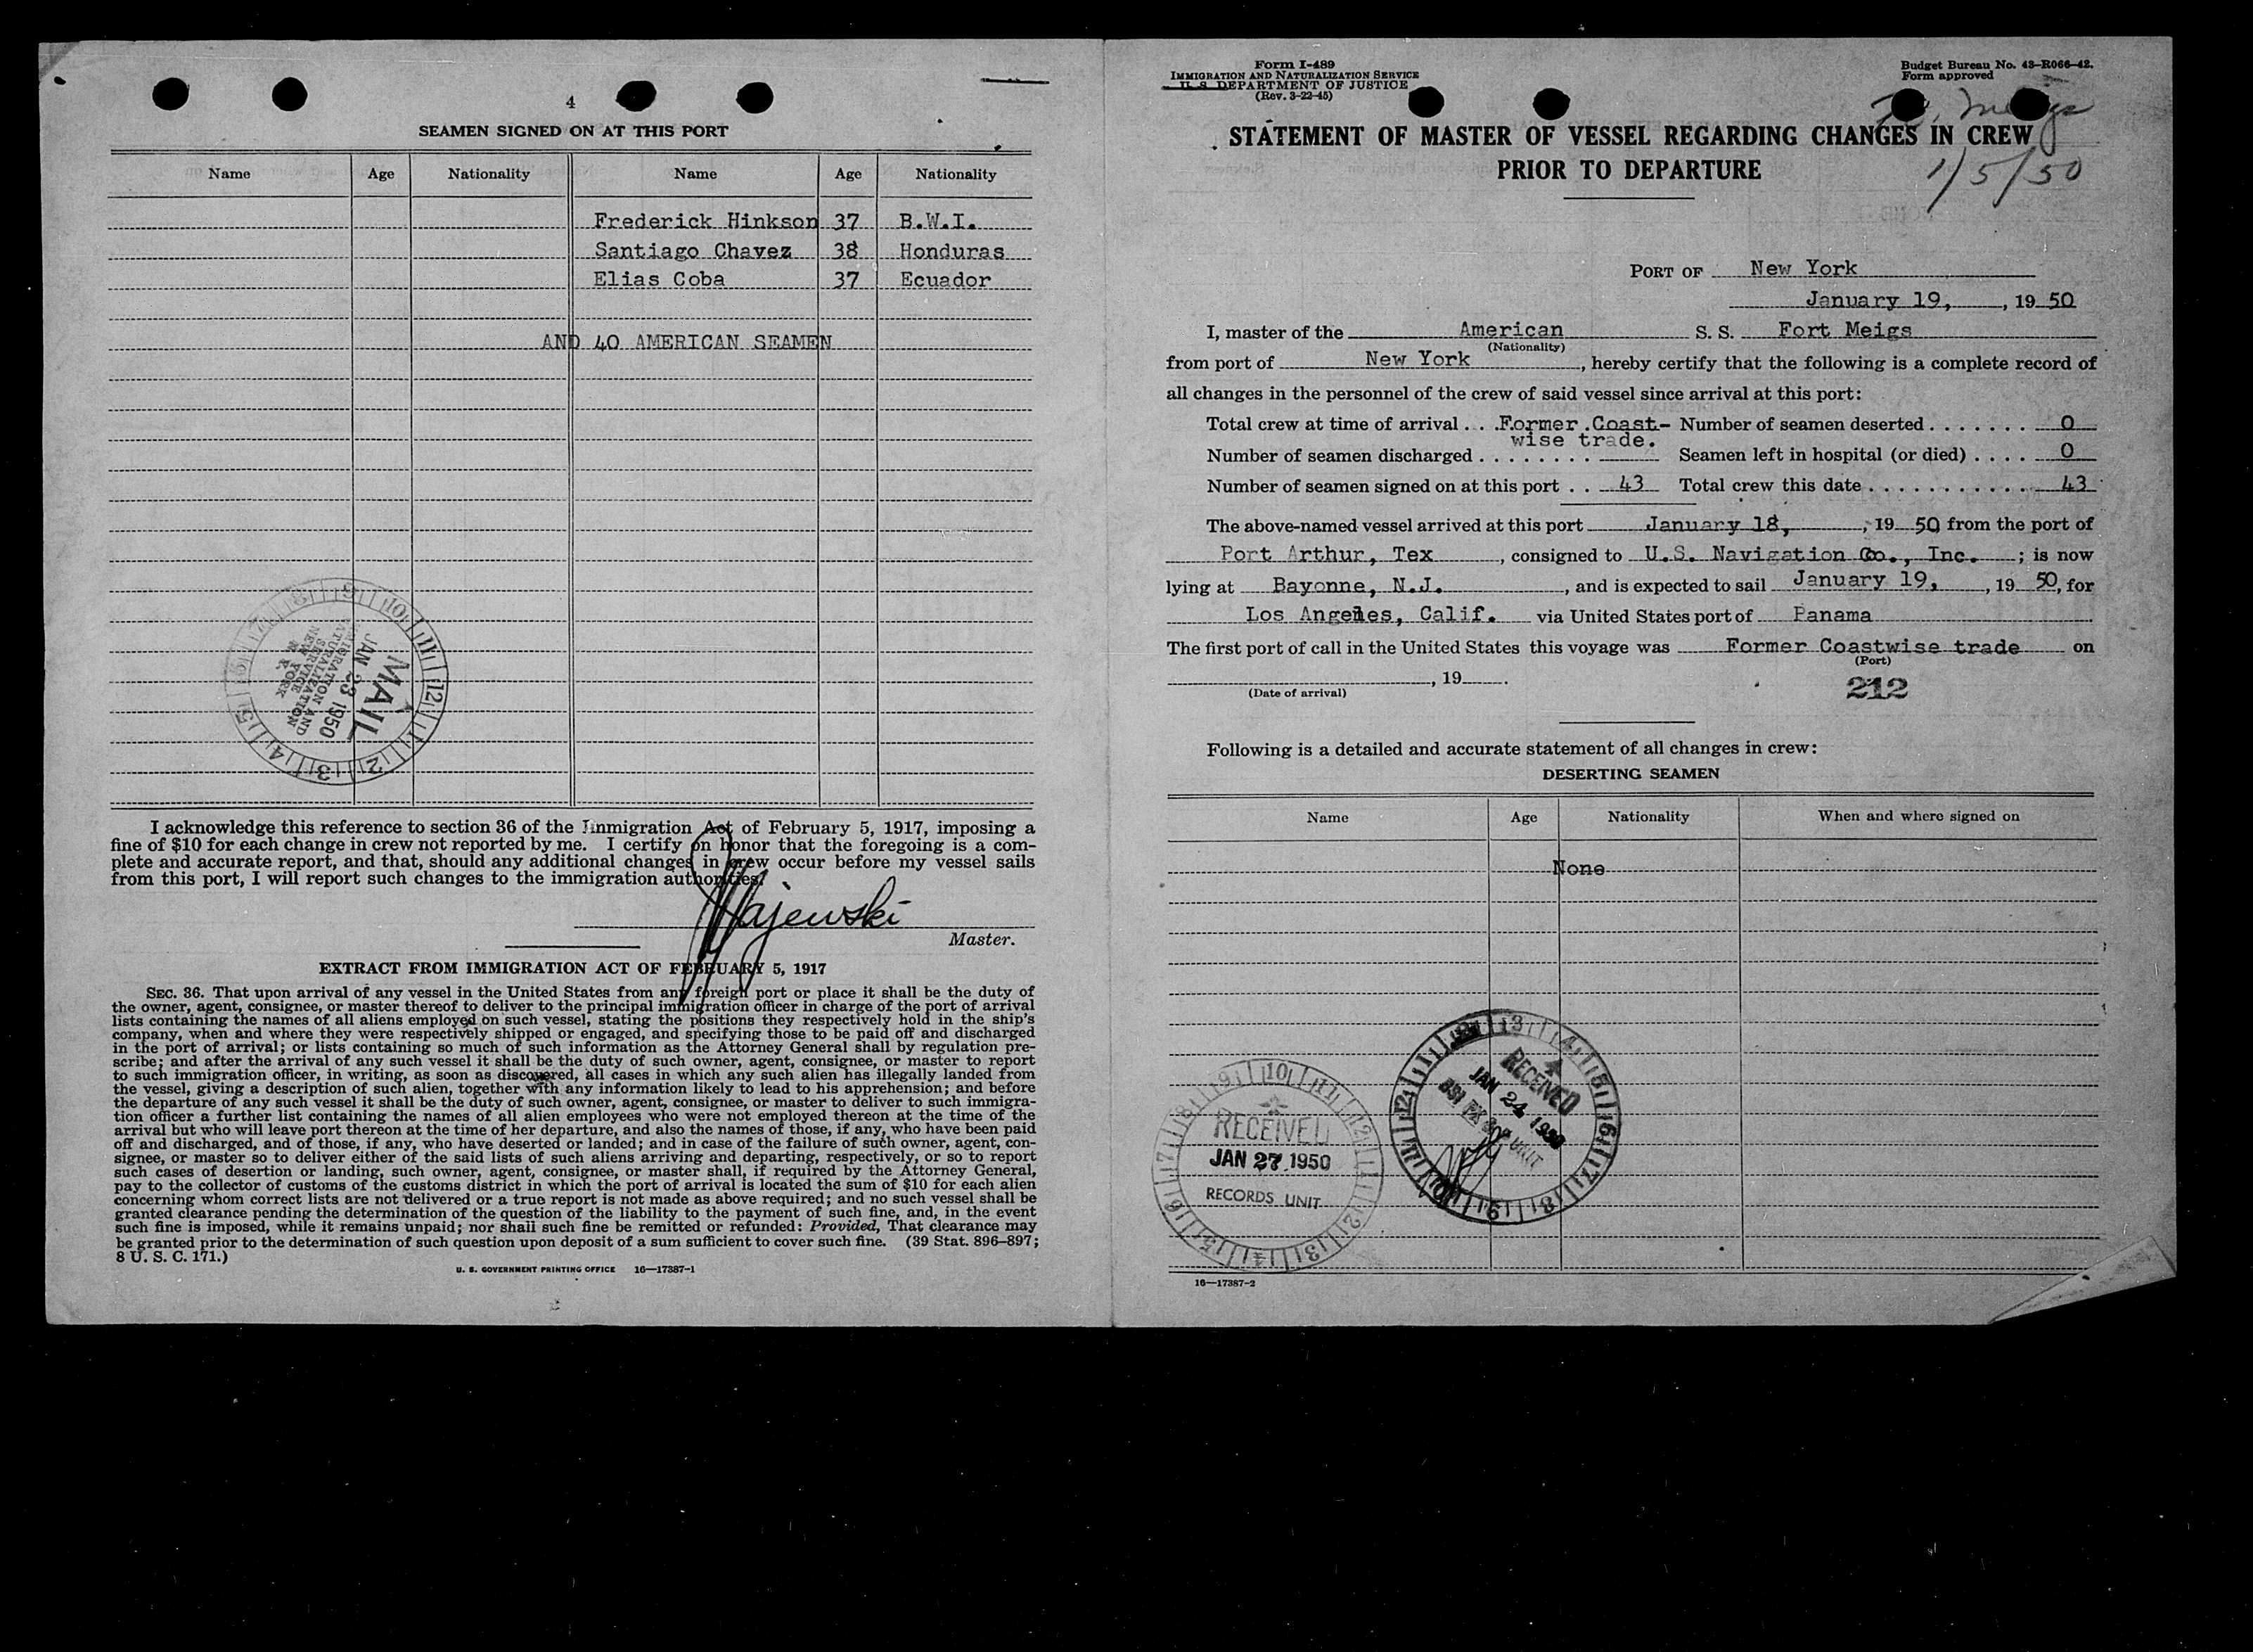 4
SEAMEN SIGNED ON AT THIS PORT
Name Age Nationality Name Age Nationality
Frederick Hinkson 37 B.W.I.
Santiago Chavez 38 Honduras
Elias Coba 37 Ecuador
AND 40 AMERICAN SEAMEN
MAIL
JAN 23 1950
IMMIGRATION AND
NATURALIZATION
SERVICE
NEW YORK
N. Y.
I acknowledge this reference to section 36 of the Immigration Act of February 5, 1917, imposing a
fine of $10 for each change in crew not reported by me. I certify on honor that the foregoing is a com-
plete and accurate report, and that, should any additional changes in crew occur before my vessel sails
from this port, I will report such changes to the immigration authorities.
Majewski
Master.
EXTRACT FROM IMMIGRATION ACT OF FEBRUARY 5, 1917
SEC. 36. That upon arrival of any vessel in the United States from any foreign port or place it shall be the duty of
the owner, agent, consignee, or master thereof to deliver to the principal immigration officer in charge of the port of arrival
lists containing the names of all aliens employed on such vessel, stating the positions they respectively hold in the ship's
company, when and where they were respectively shipped or engaged, and specifying those to be paid off and discharged
in the port of arrival; or lists containing so much of such information as the Attorney General shall by regulation pre-
scribe; and after the arrival of any such vessel it shall be the duty of such owner, agent, consignee, or master to report
to such immigration officer, in writing, as soon as discovered, all cases in which any such alien has illegally landed from
the vessel, giving a description of such alien, together with any information likely to lead to his apprehension; and before
the departure of any such vessel it shall be the duty of such owner, agent, consignee, or master to deliver to such immigra-
tion officer a further list containing the names of all alien employees who were not employed thereon at the time of the
arrival but who will leave port thereon at the time of her departure, and also the names of those, if any, who have been paid
off and discharged, and of those, if any, who have deserted or landed; and in case of the failure of such owner, agent, con-
signee, or master so to deliver either of the said lists of such aliens arriving and departing, respectively, or so to report
such cases of desertion or landing, such owner, agent, consignee, or master shall, if required by the Attorney General,
pay to the collector of customs of the customs district in which the port of arrival is located the sum of $10 for each alien
concerning whom correct lists are not delivered or a true report is not made as above required; and no such vessel shall be
granted clearance pending the determination of the question of the liability to the payment of such fine, and, in the event
such fine is imposed, while it remains unpaid; nor shall such fine be remitted or refunded: Provided, That clearance may
be granted prior to the determination of such question upon deposit of a sum sufficient to cover such fine. (39 Stat. 896–897;
8 U. S. C. 171.)
U. S. GOVERNMENT PRINTING OFFICE 16—17387-1
Form I-489
IMMIGRATION AND NATURALIZATION SERVICE
U. S. DEPARTMENT OF JUSTICE
(Rev. 3-22-45)
Budget Bureau No. 43-R066-42.
Form approved
Ft. Meigs
1/5/50
STATEMENT OF MASTER OF VESSEL REGARDING CHANGES IN CREW
PRIOR TO DEPARTURE
PORT OF New York
January 19, , 19 50
I, master of the American S. S. Fort Meigs
(Nationality)
from port of New York , hereby certify that the following is a complete record of
all changes in the personnel of the crew of said vessel since arrival at this port:
Total crew at time of arrival . . . Former Coast- Number of seamen deserted . . . . . . . 0
wise trade.
Number of seamen discharged . . . . . . . . Seamen left in hospital (or died) . . . . 0
Number of seamen signed on at this port . . 43 Total crew this date . . . . . . . . . . . . 43
The above-named vessel arrived at this port January 18, , 19 50 from the port of
Port Arthur, Tex , consigned to U.S. Navigation Co., Inc. ; is now
lying at Bayonne, N.J. , and is expected to sail January 19, , 19 50, for
Los Angeles, Calif. via United States port of Panama
The first port of call in the United States this voyage was Former Coastwise trade on
(Port)
, 19 .
(Date of arrival)
212
Following is a detailed and accurate statement of all changes in crew:
DESERTING SEAMEN
Name Age Nationality When and where signed on
None
RECEIVED
JAN 24 1950
UNIT
RECEIVED
JAN 27 1950
RECORDS UNIT
16—17387-2